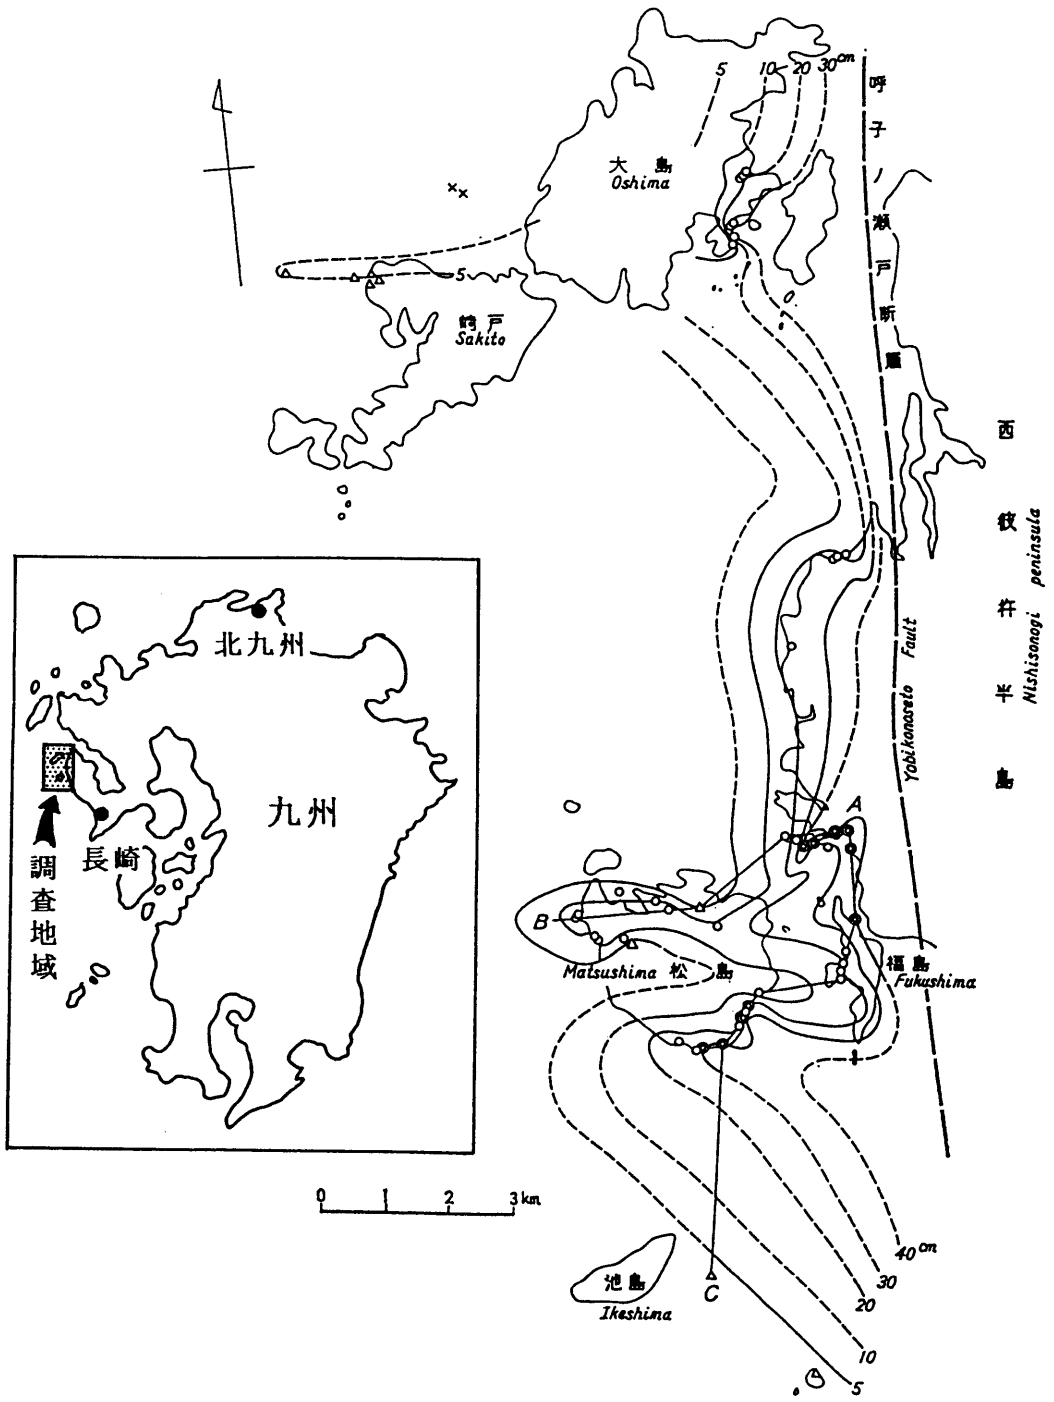 5 10 20 30cm
呼子ノ瀬戸断層
大島
Oshima
5
崎戸
Sakito
西彼杵半島
Nishisonogi peninsula
Yobikonoseto Fault
北九州
九州
長崎
調査地域
A
B
Matsushima 松島
福島
Fukushima
0 1 2 3km
40cm
30
20
10
5
C
池島
Ikeshima